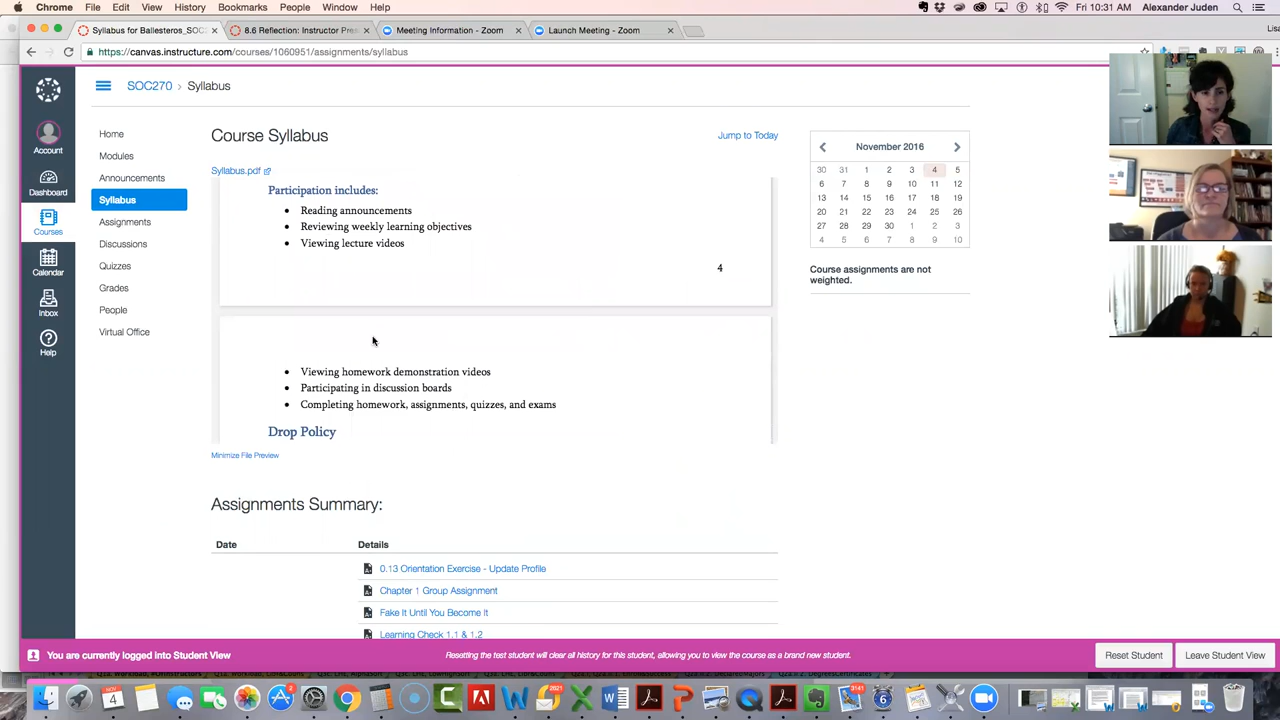 Chrome File Edit View History Bookmarks People Window Help
Fri 10:31 AM Alexander Juden
Syllabus for Ballesteros_SOC
8.6 Reflection: Instructor Pres
Meeting Information - Zoom
Launch Meeting - Zoom
Lisa
https://canvas.instructure.com/courses/1060951/assignments/syllabus
SOC270 › Syllabus
Account
Dashboard
Courses
Calendar
Inbox
Help
Home
Modules
Announcements
Syllabus
Assignments
Discussions
Quizzes
Grades
People
Virtual Office
Course Syllabus
Jump to Today
Syllabus.pdf
Participation includes:
• Reading announcements
• Reviewing weekly learning objectives
• Viewing lecture videos
4
• Viewing homework demonstration videos
• Participating in discussion boards
• Completing homework, assignments, quizzes, and exams
Drop Policy
Minimize File Preview
Assignments Summary:
Date Details
0.13 Orientation Exercise - Update Profile
Chapter 1 Group Assignment
Fake It Until You Become It
Learning Check 1.1 & 1.2
November 2016
30 31 1 2 3 4 5
6 7 8 9 10 11 12
13 14 15 16 17 18 19
20 21 22 23 24 25 26
27 28 29 30 1 2 3
4 5 6 7 8 9 10
Course assignments are not
weighted.
You are currently logged into Student View
Resetting the test student will clear all history for this student, allowing you to view the course as a brand new student.
Reset Student
Leave Student View